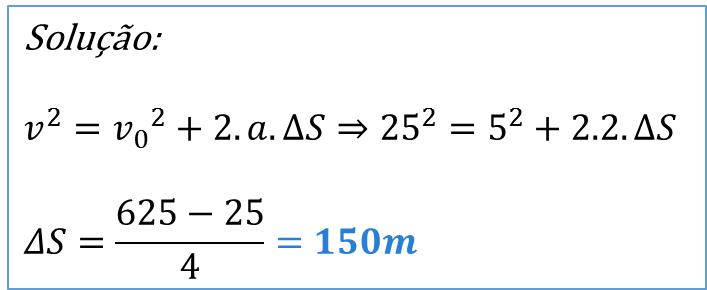 Solução:
v² = v₀² + 2. a. ΔS ⇒ 25² = 5² + 2.2. ΔS
ΔS = (625 − 25)/4 = 150m